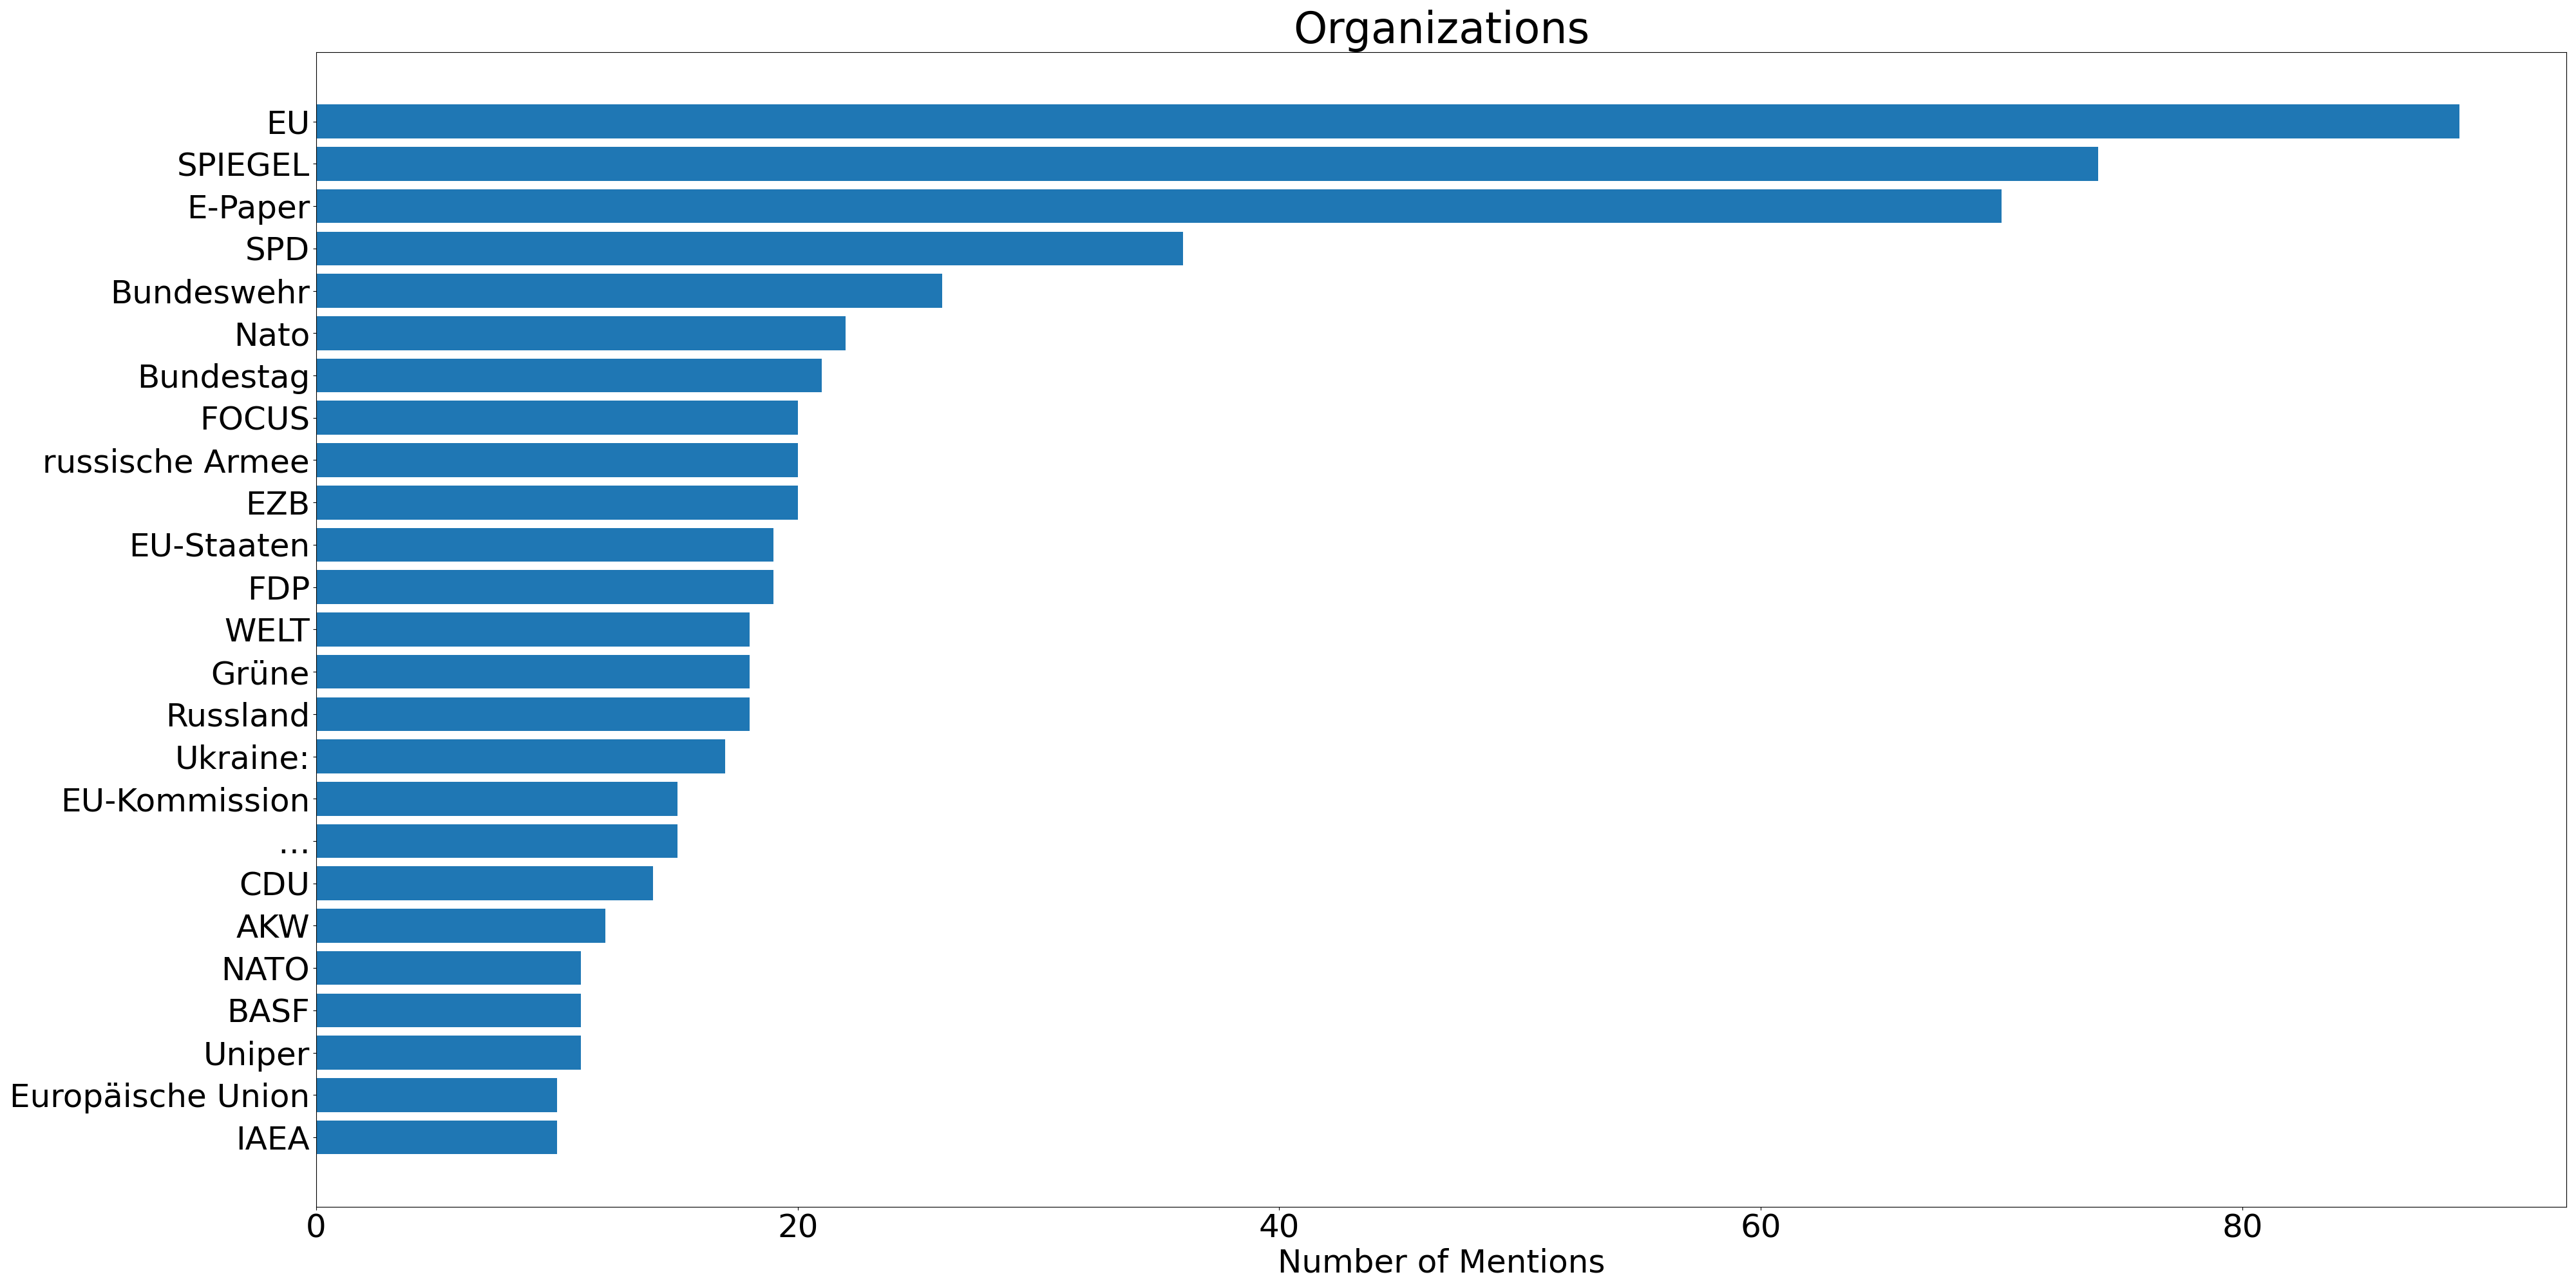 Organizations
EU
SPIEGEL
E-Paper
SPD
Bundeswehr
Nato
Bundestag
FOCUS
russische Armee
EZB
EU-Staaten
FDP
WELT
Grüne
Russland
Ukraine:
EU-Kommission
...
CDU
AKW
NATO
BASF
Uniper
Europäische Union
IAEA
0 20 40 60 80
Number of Mentions